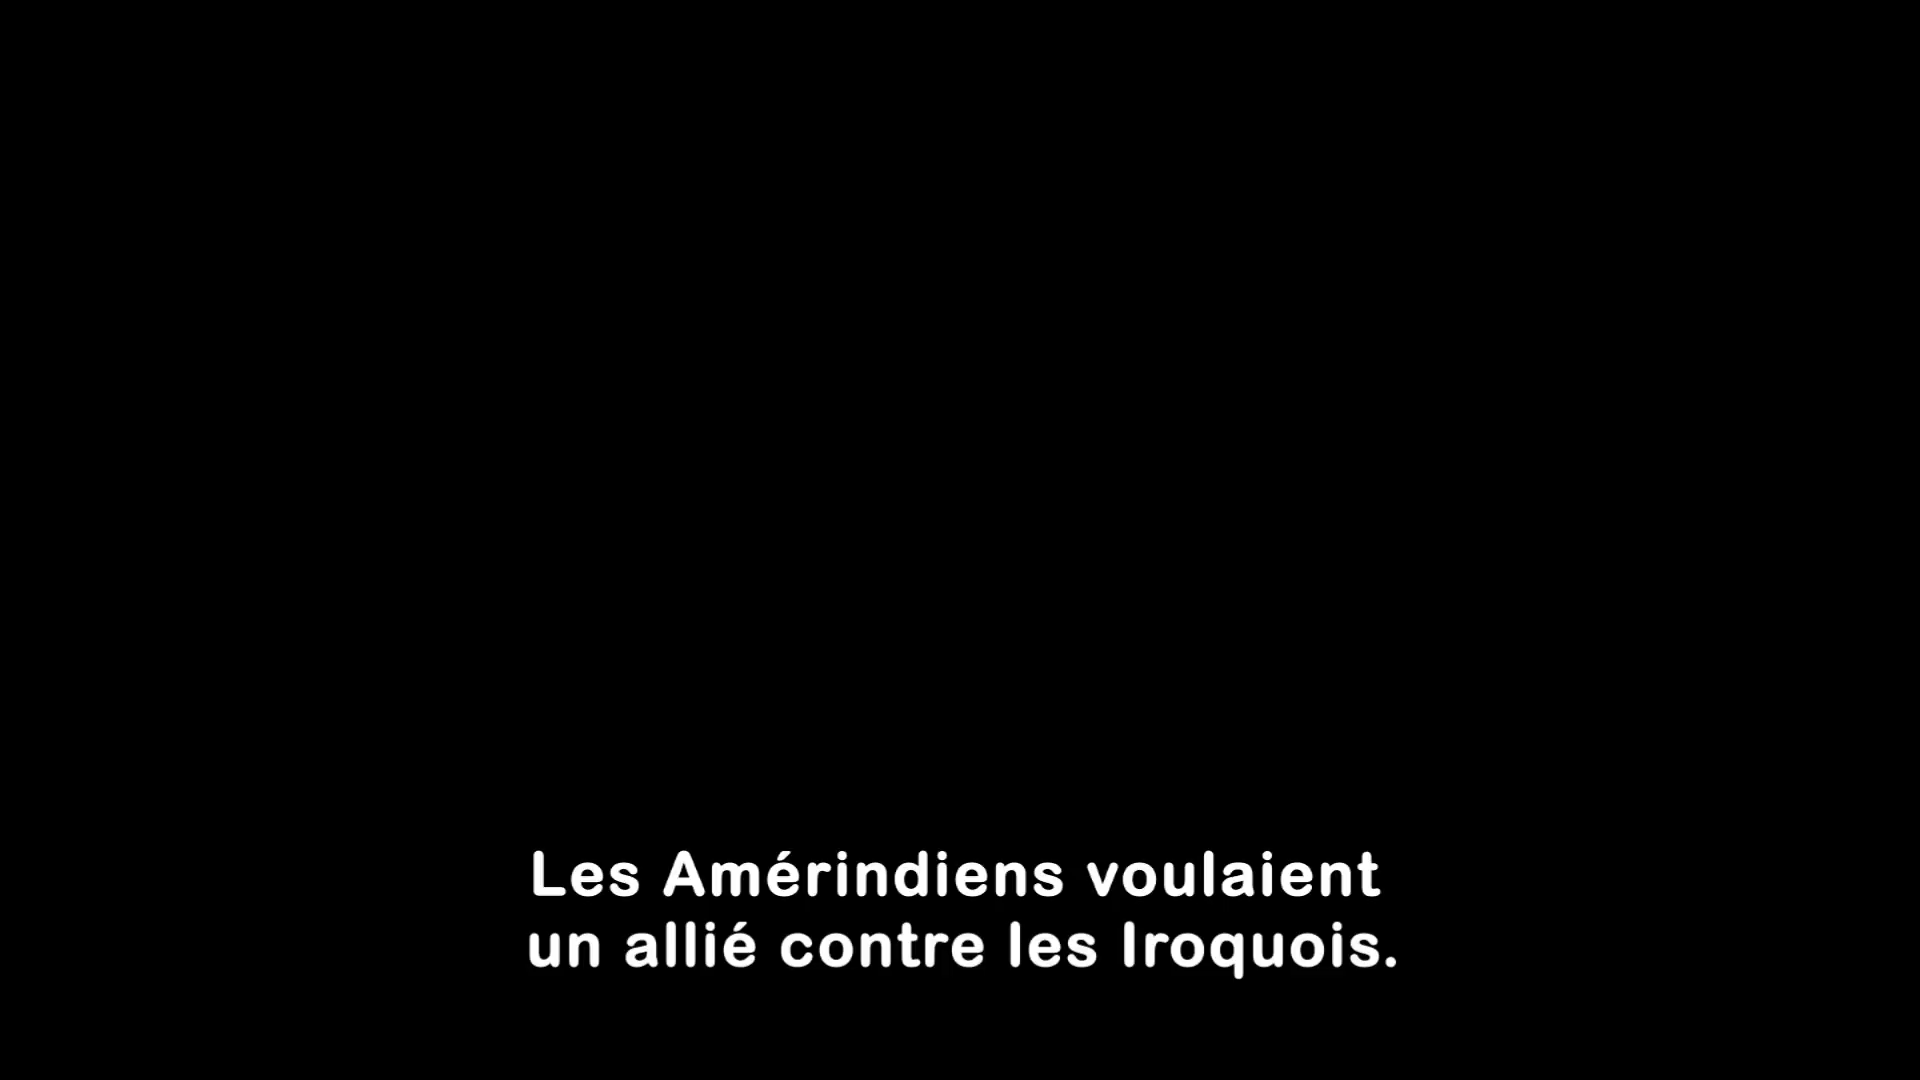 Les Amérindiens voulaient
un allié contre les Iroquois.